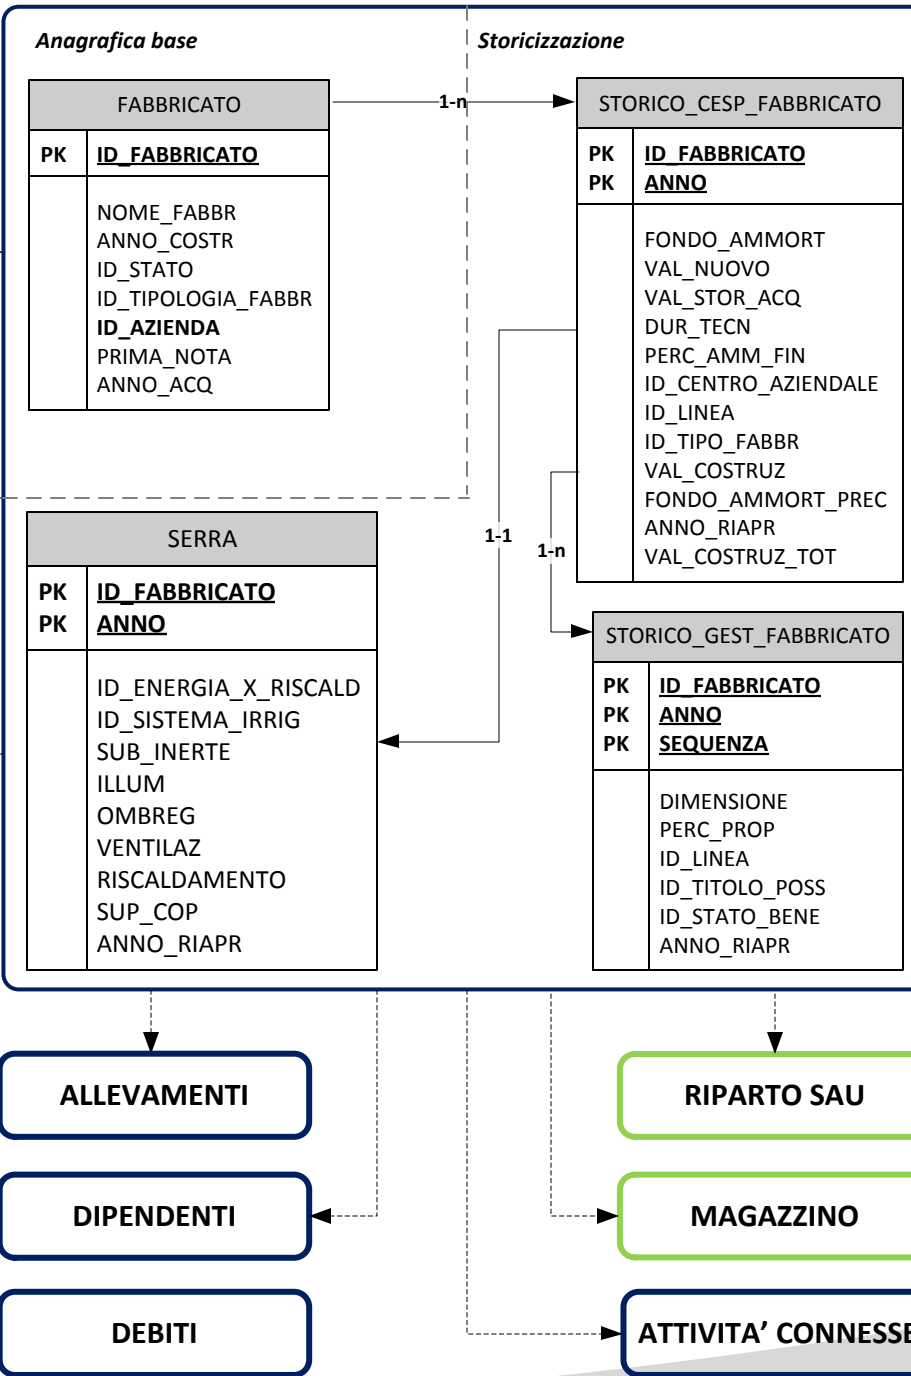 Anagrafica base
Storicizzazione
FABBRICATO
PK ID_FABBRICATO
NOME_FABBR
ANNO_COSTR
ID_STATO
ID_TIPOLOGIA_FABBR
ID_AZIENDA
PRIMA_NOTA
ANNO_ACQ
1-n
STORICO_CESP_FABBRICATO
PK ID_FABBRICATO
PK ANNO
FONDO_AMMORT
VAL_NUOVO
VAL_STOR_ACQ
DUR_TECN
PERC_AMM_FIN
ID_CENTRO_AZIENDALE
ID_LINEA
ID_TIPO_FABBR
VAL_COSTRUZ
FONDO_AMMORT_PREC
ANNO_RIAPR
VAL_COSTRUZ_TOT
1-1
1-n
SERRA
PK ID_FABBRICATO
PK ANNO
ID_ENERGIA_X_RISCALD
ID_SISTEMA_IRRIG
SUB_INERTE
ILLUM
OMBREG
VENTILAZ
RISCALDAMENTO
SUP_COP
ANNO_RIAPR
STORICO_GEST_FABBRICATO
PK ID_FABBRICATO
PK ANNO
PK SEQUENZA
DIMENSIONE
PERC_PROP
ID_LINEA
ID_TITOLO_POSS
ID_STATO_BENE
ANNO_RIAPR
ALLEVAMENTI
RIPARTO SAU
DIPENDENTI
MAGAZZINO
DEBITI
ATTIVITA’ CONNESSE